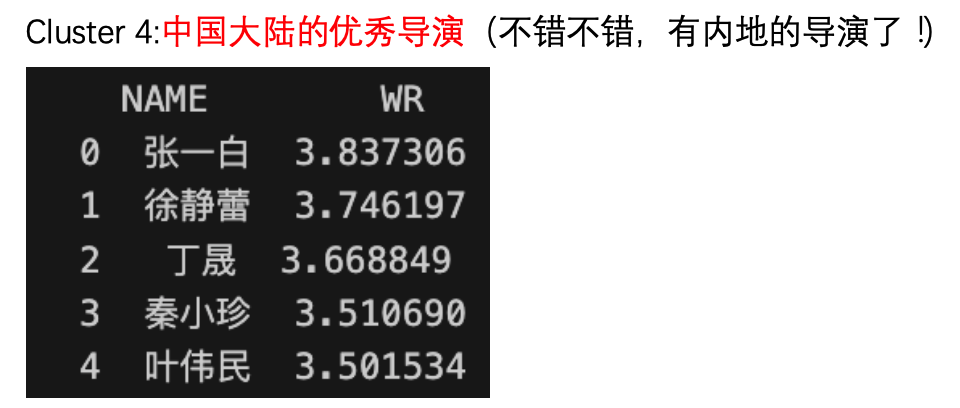 Cluster 4:中国大陆的优秀导演（不错不错，有内地的导演了！）
NAME WR
0 张一白 3.837306
1 徐静蕾 3.746197
2 丁晟 3.668849
3 秦小珍 3.510690
4 叶伟民 3.501534